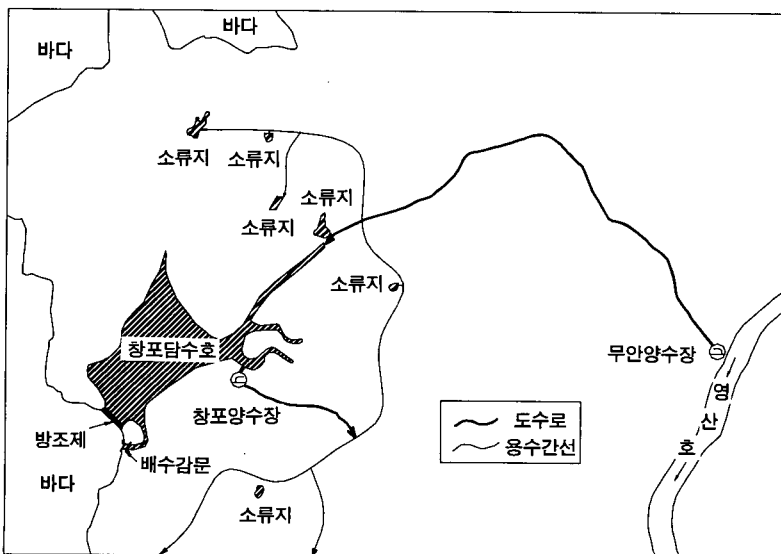 바다
바다
소류지
소류지
소류지
소류지
소류지
창포담수호
무안양수장
영산호
창포양수장
도수로
용수간선
방조제
배수갑문
바다
소류지